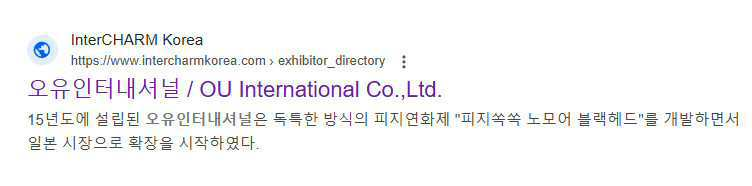 InterCHARM Korea
https://www.intercharmkorea.com › exhibitor_directory
오유인터내셔널 / OU International Co.,Ltd.
15년도에 설립된 오유인터내셔널은 독특한 방식의 피지연화제 "피지쏙쏙 노모어 블랙헤드"를 개발하면서
일본 시장으로 확장을 시작하였다.